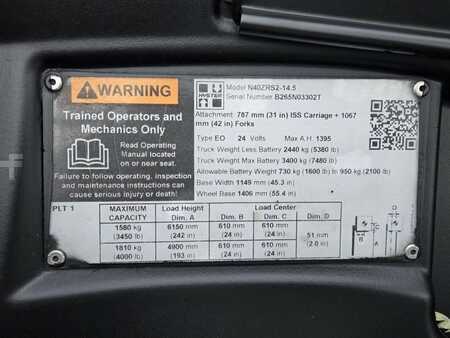 WARNING
Trained Operators and
Mechanics Only
Read Operating
Manual located
on or near seat.
Failure to follow operating, inspection
and maintenance instructions can
cause serious injury or death!
HYSTER
Model N40ZRS2-14.5
Serial Number B265N03302T
Attachment 787 mm (31 in) ISS Carriage + 1067
mm (42 in) Forks
Type EO 24 Volts Max A.H. 1395
Truck Weight Less Battery 2440 kg (5380 lb)
Truck Weight Max Battery 3400 kg (7480 lb)
Allowable Battery Weight 730 kg (1600 lb) to 950 kg (2100 lb)
Base Width 1149 mm (45.3 in)
Wheel Base 1406 mm (55.4 in)
PLT 1 MAXIMUM CAPACITY Load Height Dim. A Load Center Dim. B Dim. C Dim. D
1580 kg 6150 mm 610 mm 610 mm
(3450 lb) (242 in) (24 in) (24 in)
51 mm
(2.0 in)
1810 kg 4900 mm 610 mm 610 mm
(4000 lb) (193 in) (24 in) (24 in)